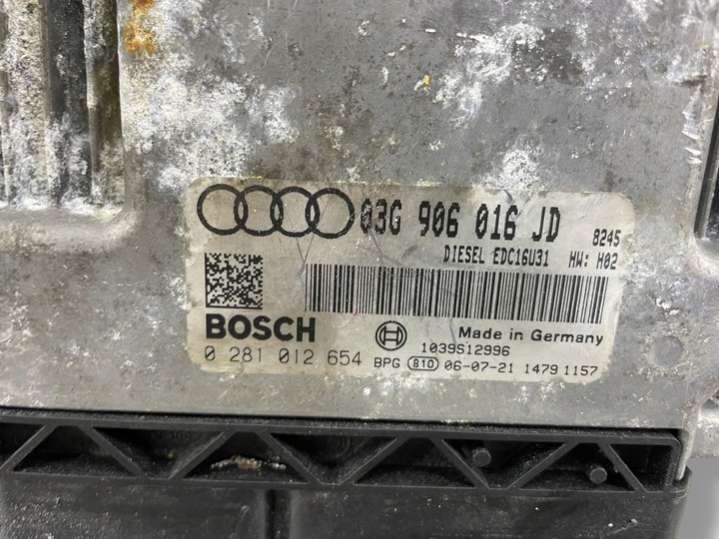 03G 906 016 JD 8245
DIESEL EDC16U31 HW: H02
BOSCH
Made in Germany
1039S12996
0 281 012 654 BPG 810 06-07-21 1479 1157